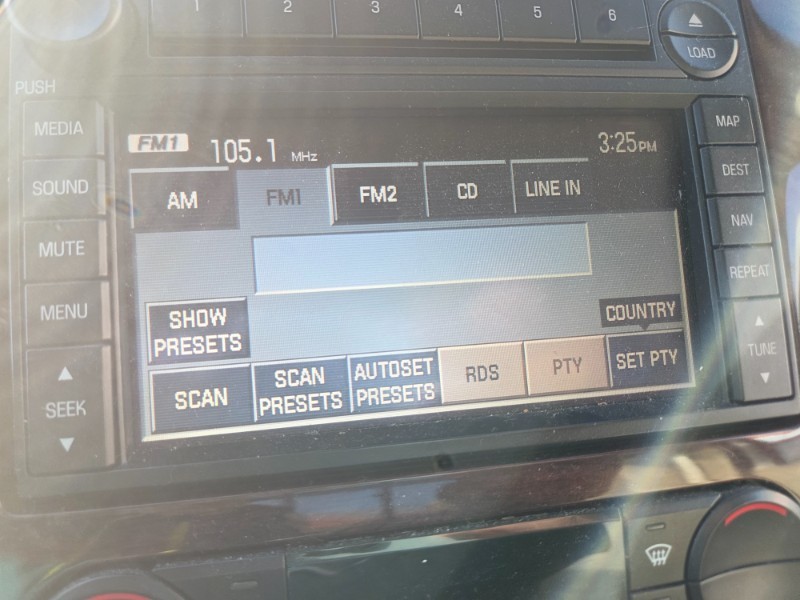 1 2 3 4 5 6
LOAD
PUSH
MEDIA
SOUND
MUTE
MENU
SEEK
FM1 105.1 MHz 3:25PM
AM FM1 FM2 CD LINE IN
SHOW
PRESETS
COUNTRY
SCAN
SCAN
PRESETS
AUTOSET
PRESETS
RDS
PTY
SET PTY
MAP
DEST
NAV
REPEAT
TUNE